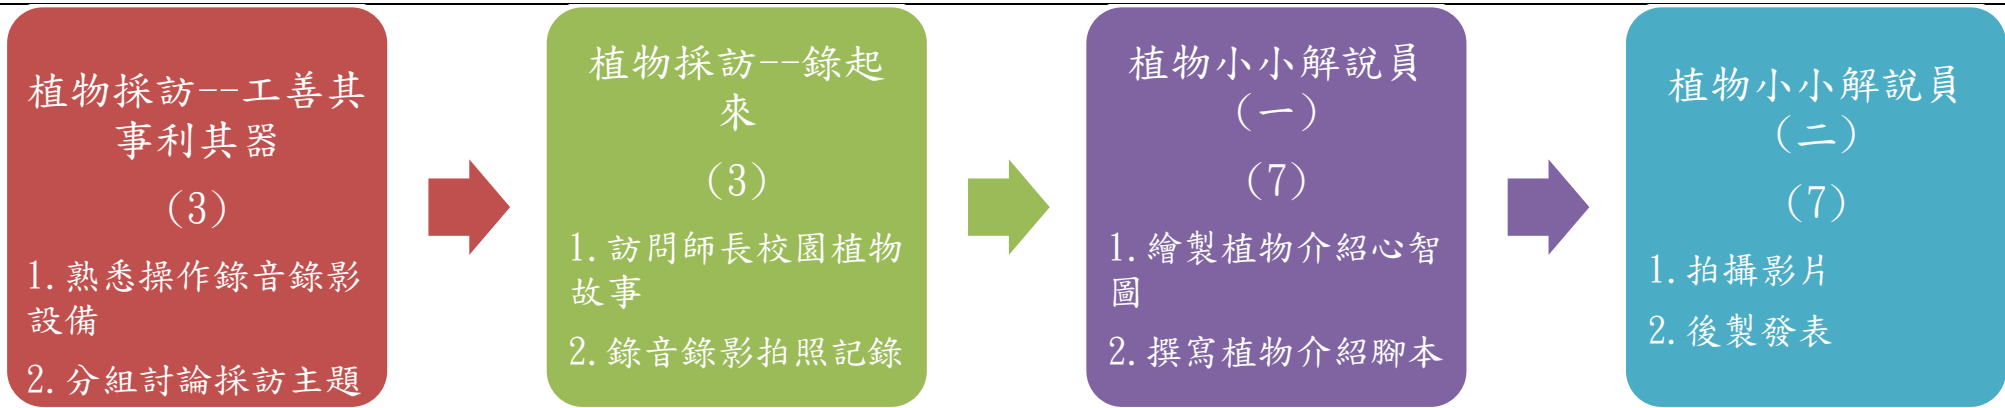 植物採訪--工善其
事利其器
(3)
1.熟悉操作錄音錄影
設備
2.分組討論採訪主題
植物採訪--錄起
來
(3)
1.訪問師長校園植物
故事
2.錄音錄影拍照記錄
植物小小解說員
(一)
(7)
1.繪製植物介紹心智
圖
2.撰寫植物介紹腳本
植物小小解說員
(二)
(7)
1.拍攝影片
2.後製發表